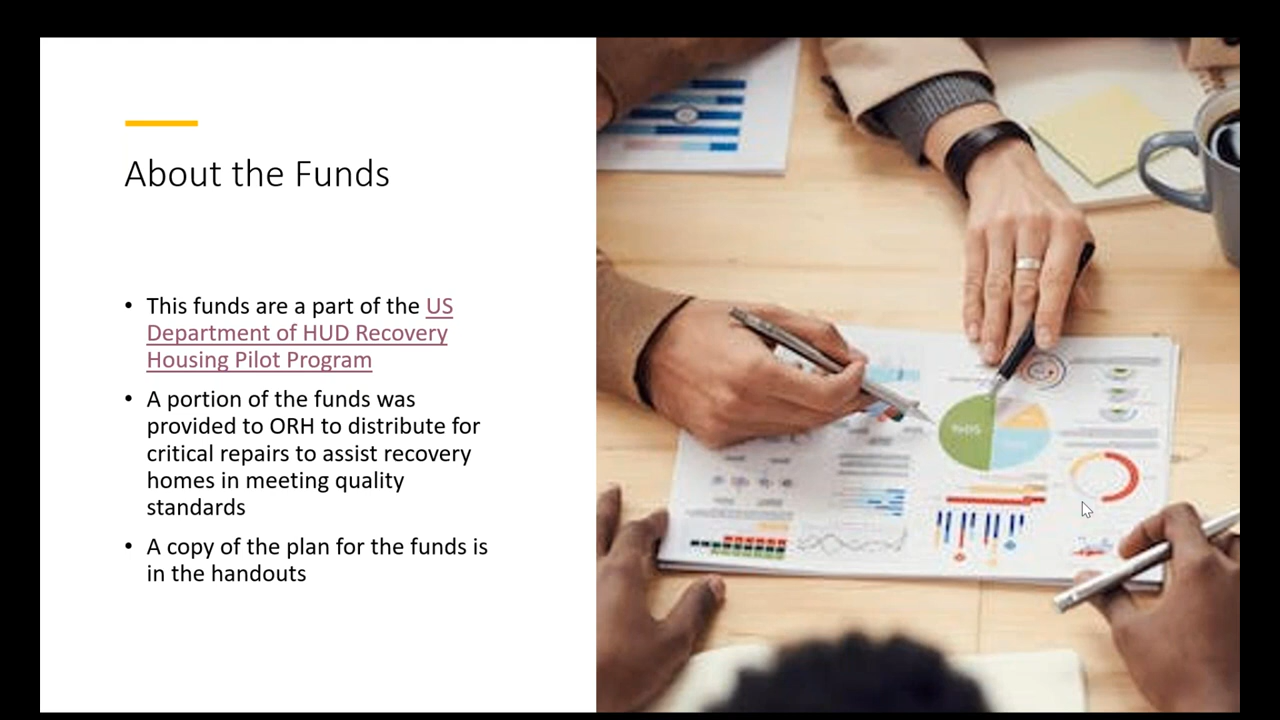 About the Funds
• This funds are a part of the US
Department of HUD Recovery
Housing Pilot Program
• A portion of the funds was
provided to ORH to distribute for
critical repairs to assist recovery
homes in meeting quality
standards
• A copy of the plan for the funds is
in the handouts